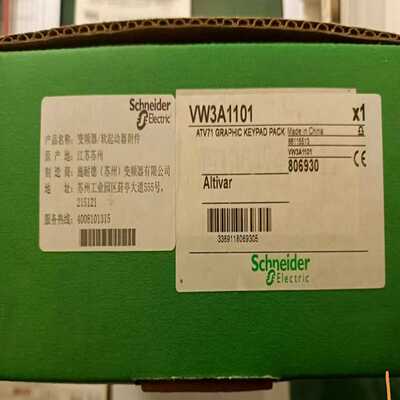 Schneider
Electric
产品名称: 变频器/软起动器附件
原 产 地: 江苏苏州
制 造 商: 施耐德(苏州)变频器有限公司
地 址: 苏州工业园区葑亭大道555号,
215121
服务热线: 4008101315
VW3A1101 x1
ATV71 GRAPHIC KEYPAD PACK
Made in China
VW3A1101
806930
Altivar
3389118069305
Schneider
Electric